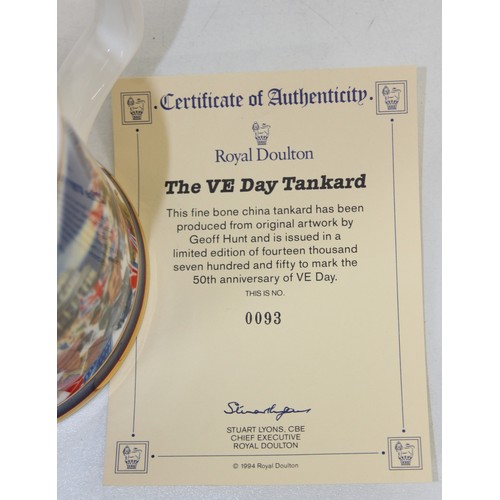 Certificate of Authenticity
Royal Doulton
The VE Day Tankard
This fine bone china tankard has been
produced from original artwork by
Geoff Hunt and is issued in a
limited edition of fourteen thousand
seven hundred and fifty to mark the
50th anniversary of VE Day.
THIS IS NO.
0093
STUART LYONS, CBE
CHIEF EXECUTIVE
ROYAL DOULTON
© 1994 Royal Doulton